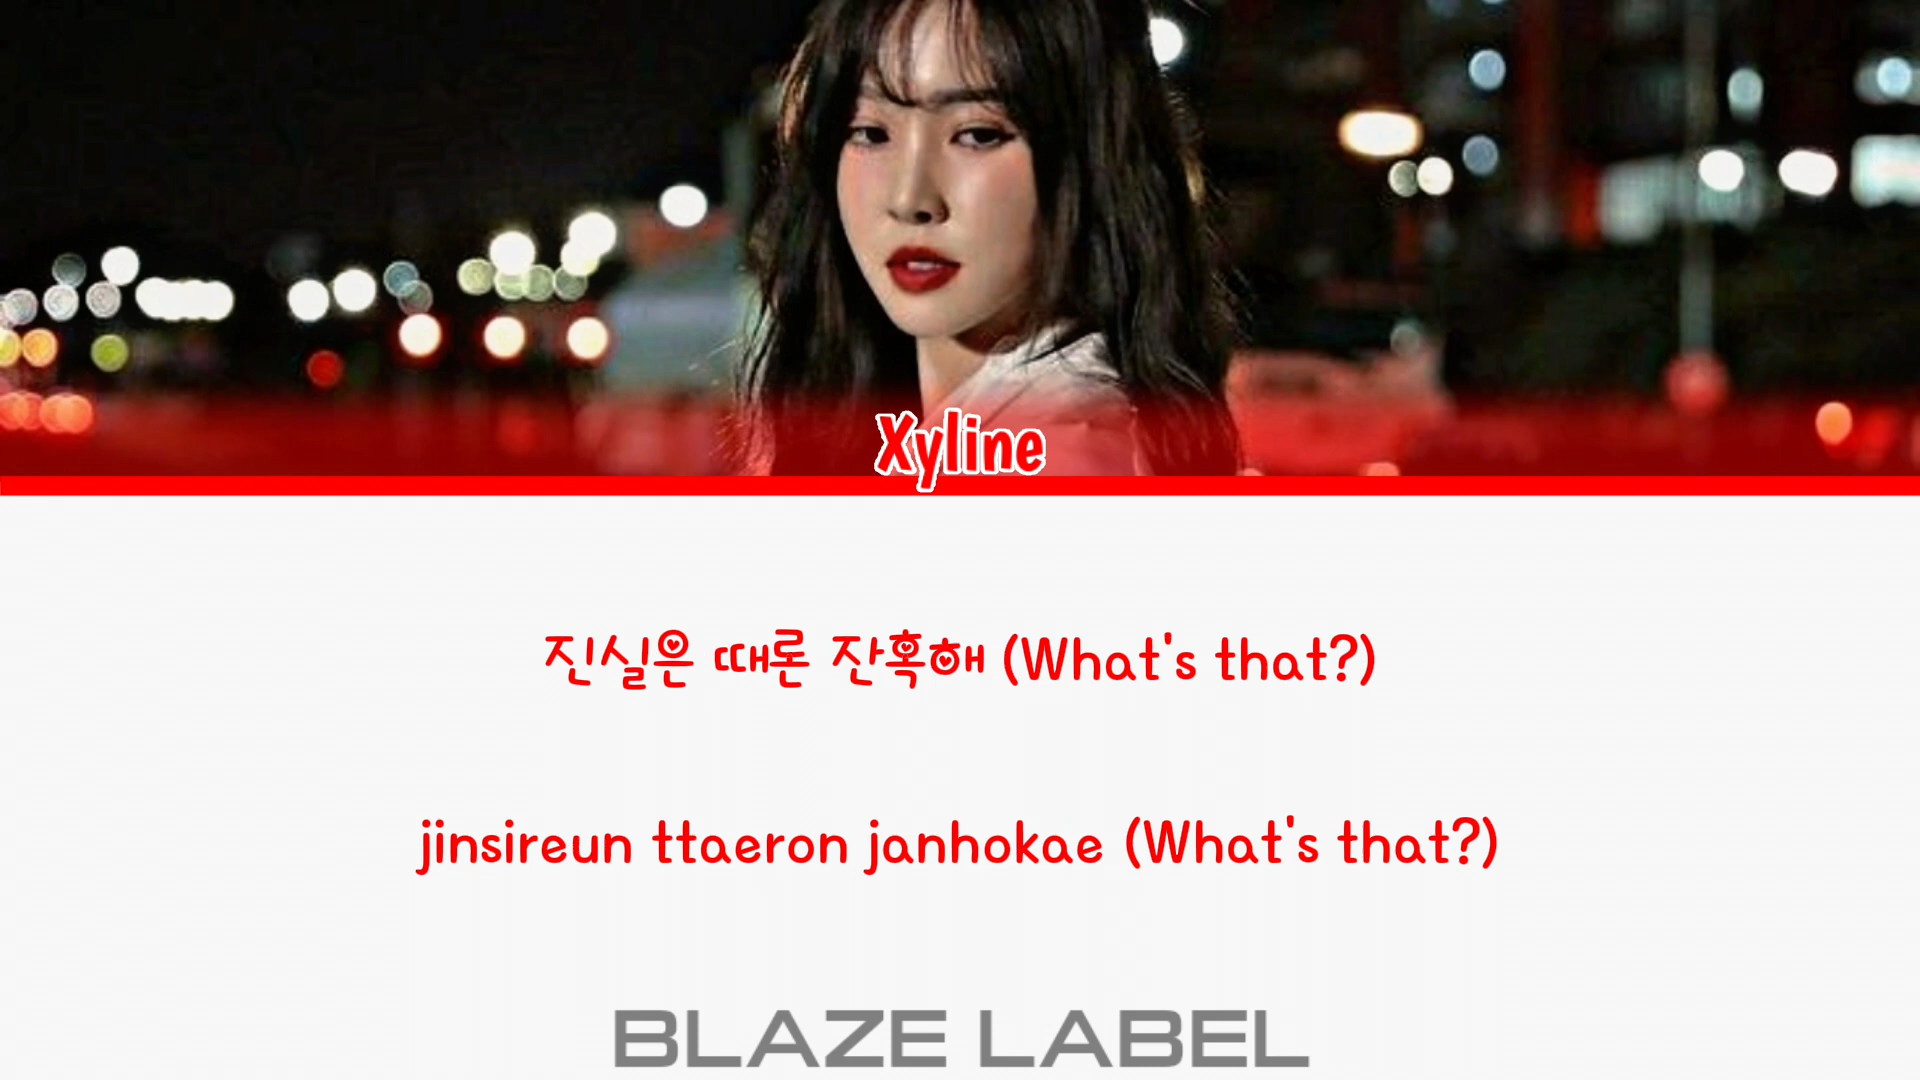 Xyline
진실은 때론 잔혹해 (What's that?)
jinsireun ttaeron janhokae (What's that?)
BLAZE LABEL